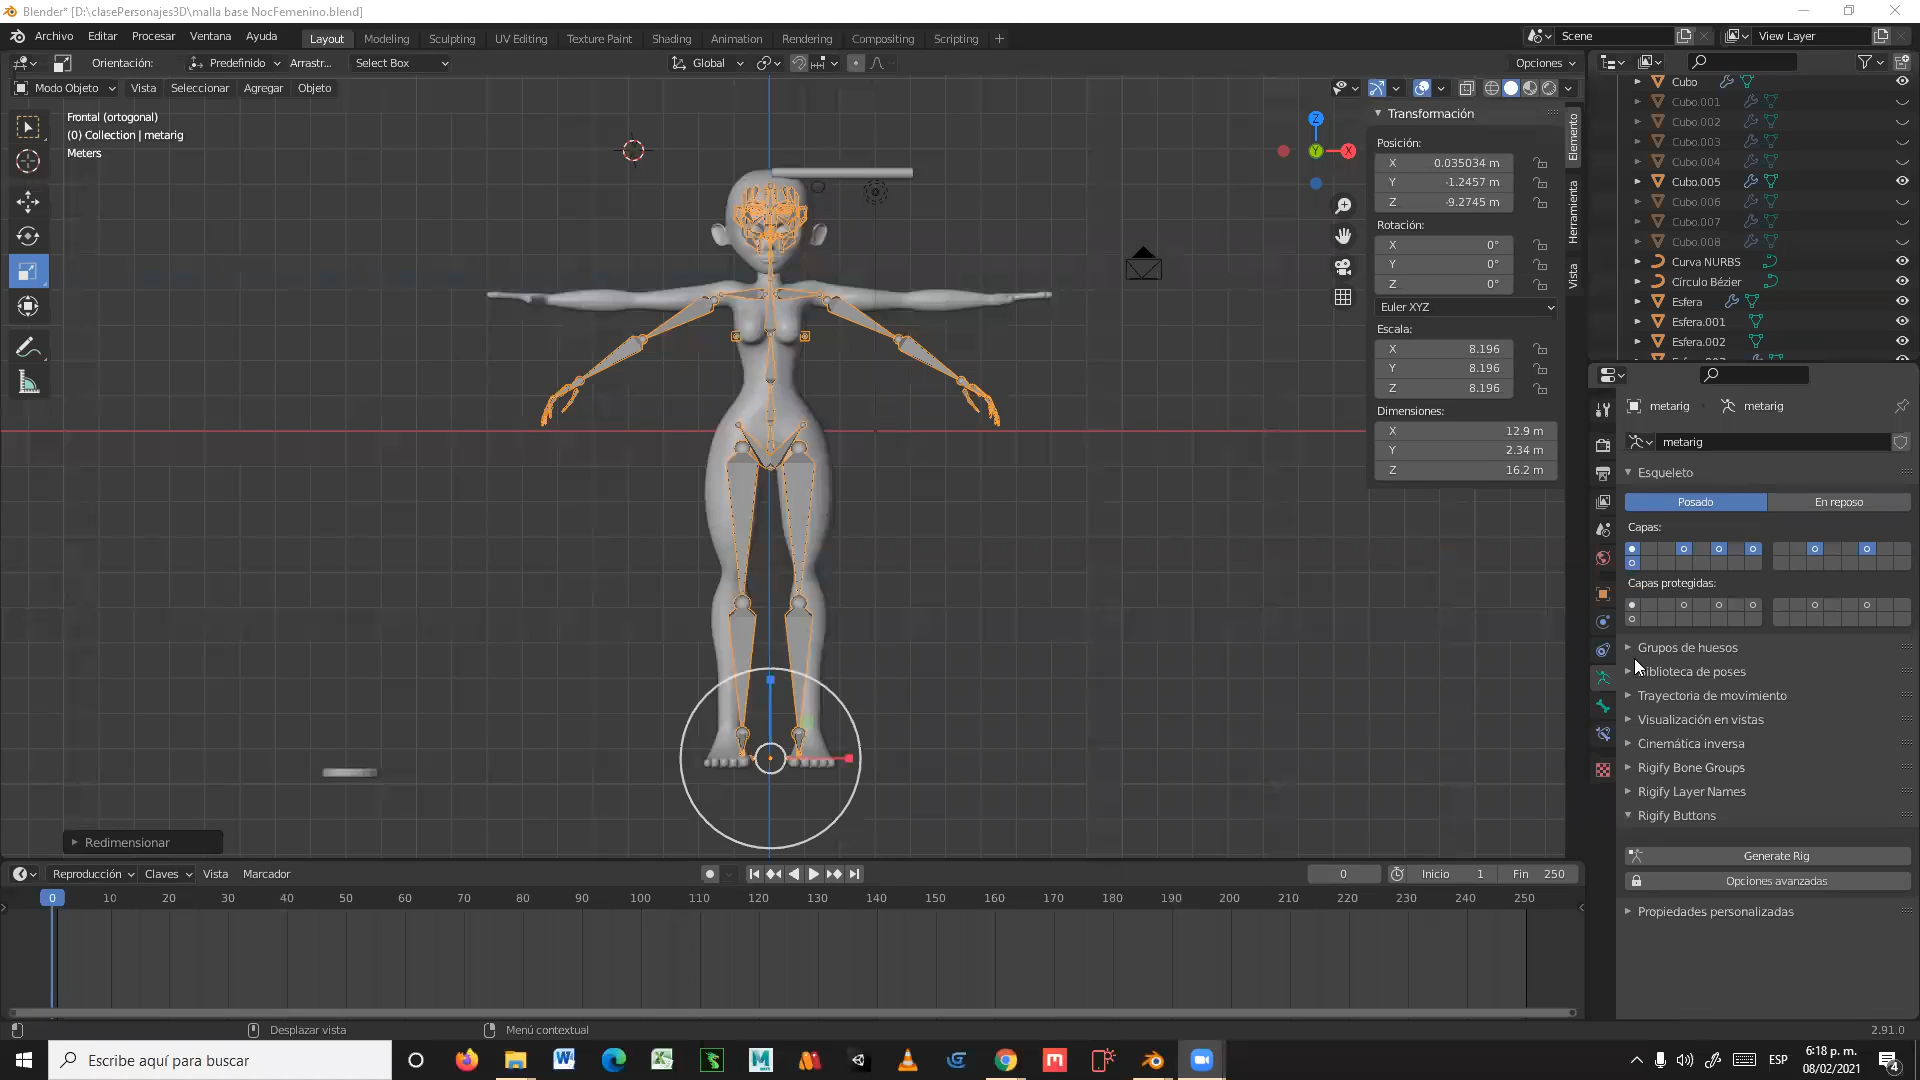 Blender* [D:\clasePersonajes3D\malla base NocFemenino.blend]
Archivo Editar Procesar Ventana Ayuda
Layout Modeling Sculpting UV Editing Texture Paint Shading Animation Rendering Compositing Scripting +
Scene
View Layer
Orientación: Predefinido Arrastr... Select Box
Global
Opciones
Modo Objeto Vista Seleccionar Agregar Objeto
Frontal (ortogonal)
(0) Collection | metarig
Meters
Z
Y
X
Transformación
Posición:
X 0.035034 m
Y -1.2457 m
Z -9.2745 m
Rotación:
X 0°
Y 0°
Z 0°
Euler XYZ
Escala:
X 8.196
Y 8.196
Z 8.196
Dimensiones:
X 12.9 m
Y 2.34 m
Z 16.2 m
Elemento
Herramienta
Vista
Cubo
Cubo.001
Cubo.002
Cubo.003
Cubo.004
Cubo.005
Cubo.006
Cubo.007
Cubo.008
Curva NURBS
Círculo Bézier
Esfera
Esfera.001
Esfera.002
metarig metarig
metarig
Esqueleto
Posado En reposo
Capas:
Capas protegidas:
Grupos de huesos
Biblioteca de poses
Trayectoria de movimiento
Visualización en vistas
Cinemática inversa
Rigify Bone Groups
Rigify Layer Names
Rigify Buttons
Generate Rig
Opciones avanzadas
Propiedades personalizadas
Redimensionar
Reproducción Claves Vista Marcador
0 Inicio 1 Fin 250
0 10 20 30 40 50 60 70 80 90 100 110 120 130 140 150 160 170 180 190 200 210 220 230 240 250
Desplazar vista
Menú contextual
2.91.0
Escribe aquí para buscar
ESP
6:18 p. m.
08/02/2021
4